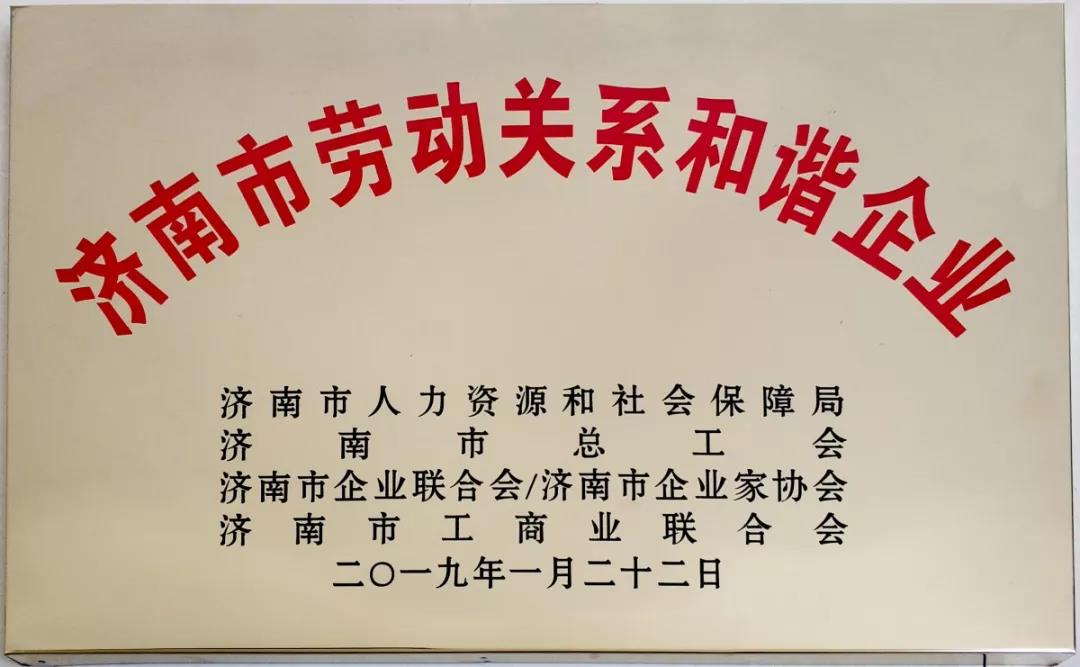 济南市劳动关系和谐企业
济南市人力资源和社会保障局
济南市总工会
济南市企业联合会/济南市企业家协会
济南市工商业联合会
二〇一九年一月二十二日